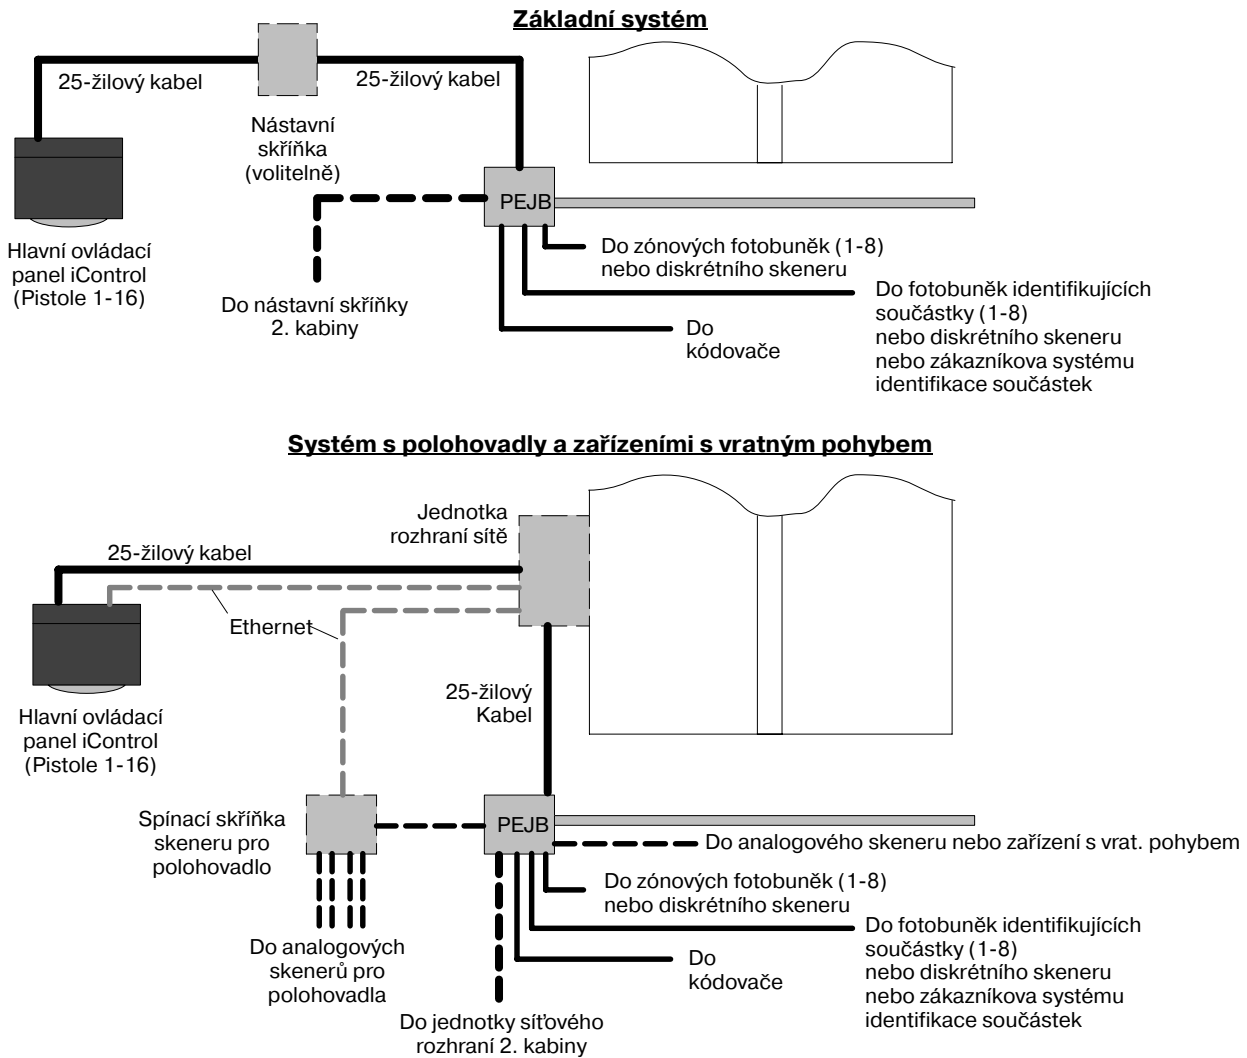 Základní systém
25-žilový kabel
25-žilový kabel
Nástavní
skříňka
(volitelně)
PEJB
Hlavní ovládací
panel iControl
(Pistole 1-16)
Do nástavní skříňky
2. kabiny
Do zónových fotobuněk (1-8)
nebo diskrétního skeneru
Do fotobuněk identifikujících
součástky (1-8)
nebo diskrétního skeneru
nebo zákazníkova systému
identifikace součástek
Do
kódovače
Systém s polohovadly a zařízeními s vratným pohybem
Jednotka
rozhraní sítě
25-žilový kabel
Ethernet
25-žilový
Kabel
Hlavní ovládací
panel iControl
(Pistole 1-16)
Spínací skříňka
skeneru pro
polohovadlo
PEJB
Do analogového skeneru nebo zařízení s vrat. pohybem
Do zónových fotobuněk (1-8)
nebo diskrétního skeneru
Do fotobuněk identifikujících
součástky (1-8)
nebo diskrétního skeneru
nebo zákazníkova systému
identifikace součástek
Do
kódovače
Do analogových
skenerů pro
polohovadla
Do jednotky síťového
rozhraní 2. kabiny